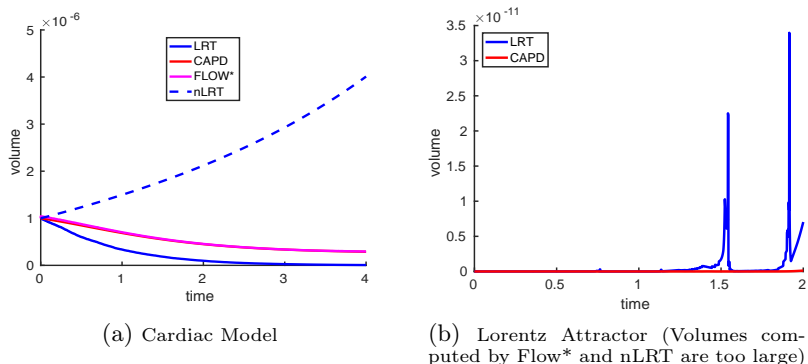 × 10⁻⁶
5
4
3
2
1
0
volume
0 1 2 3 4
time
LRT
CAPD
FLOW*
nLRT
(a) Cardiac Model
× 10⁻¹¹
3.5
3
2.5
2
1.5
1
0.5
0
volume
0 0.5 1 1.5 2
time
LRT
CAPD
(b) Lorentz Attractor (Volumes com-
puted by Flow* and nLRT are too large)